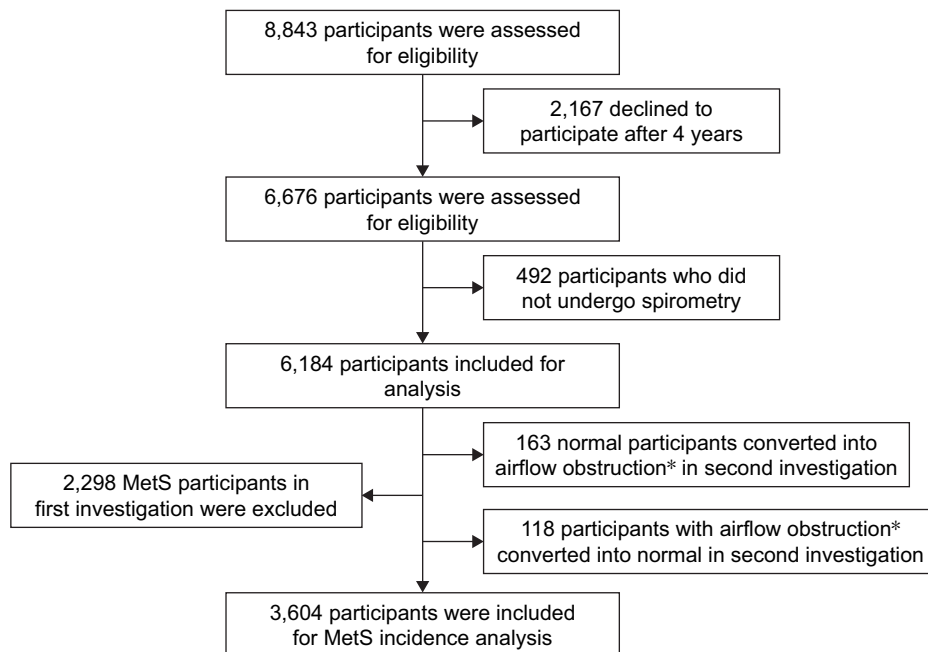 8,843 participants were assessed
for eligibility
2,167 declined to
participate after 4 years
6,676 participants were assessed
for eligibility
492 participants who did
not undergo spirometry
6,184 participants included for
analysis
163 normal participants converted into
airflow obstruction* in second investigation
2,298 MetS participants in
first investigation were excluded
118 participants with airflow obstruction*
converted into normal in second investigation
3,604 participants were included
for MetS incidence analysis